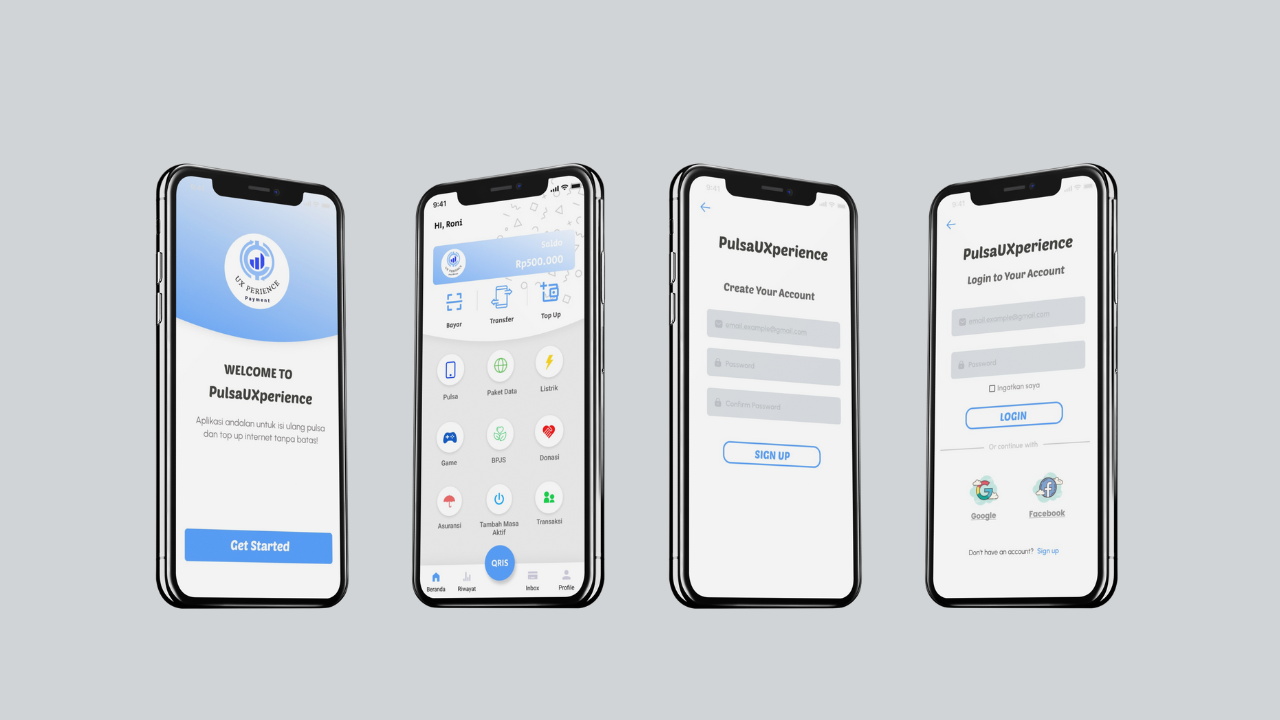 UX PERIENCE
Payment
WELCOME TO
PulsaUXperience
Aplikasi andalan untuk isi ulang pulsa
dan top up internet tanpa batas!
Get Started
9:41
Hi, Roni
Saldo
Rp500.000
Bayar
Transfer
Top Up
Pulsa
Paket Data
Listrik
Game
BPJS
Donasi
Asuransi
Tambah Masa
Aktif
Transaksi
QRIS
Beranda
Riwayat
Inbox
Profile
9:41
PulsaUXperience
Create Your Account
email.example@gmail.com
Password
Confirm Password
SIGN UP
9:41
PulsaUXperience
Login to Your Account
email.example@gmail.com
Password
Ingatkan saya
LOGIN
Or continue with
Google
Facebook
Don't have an account? Sign up